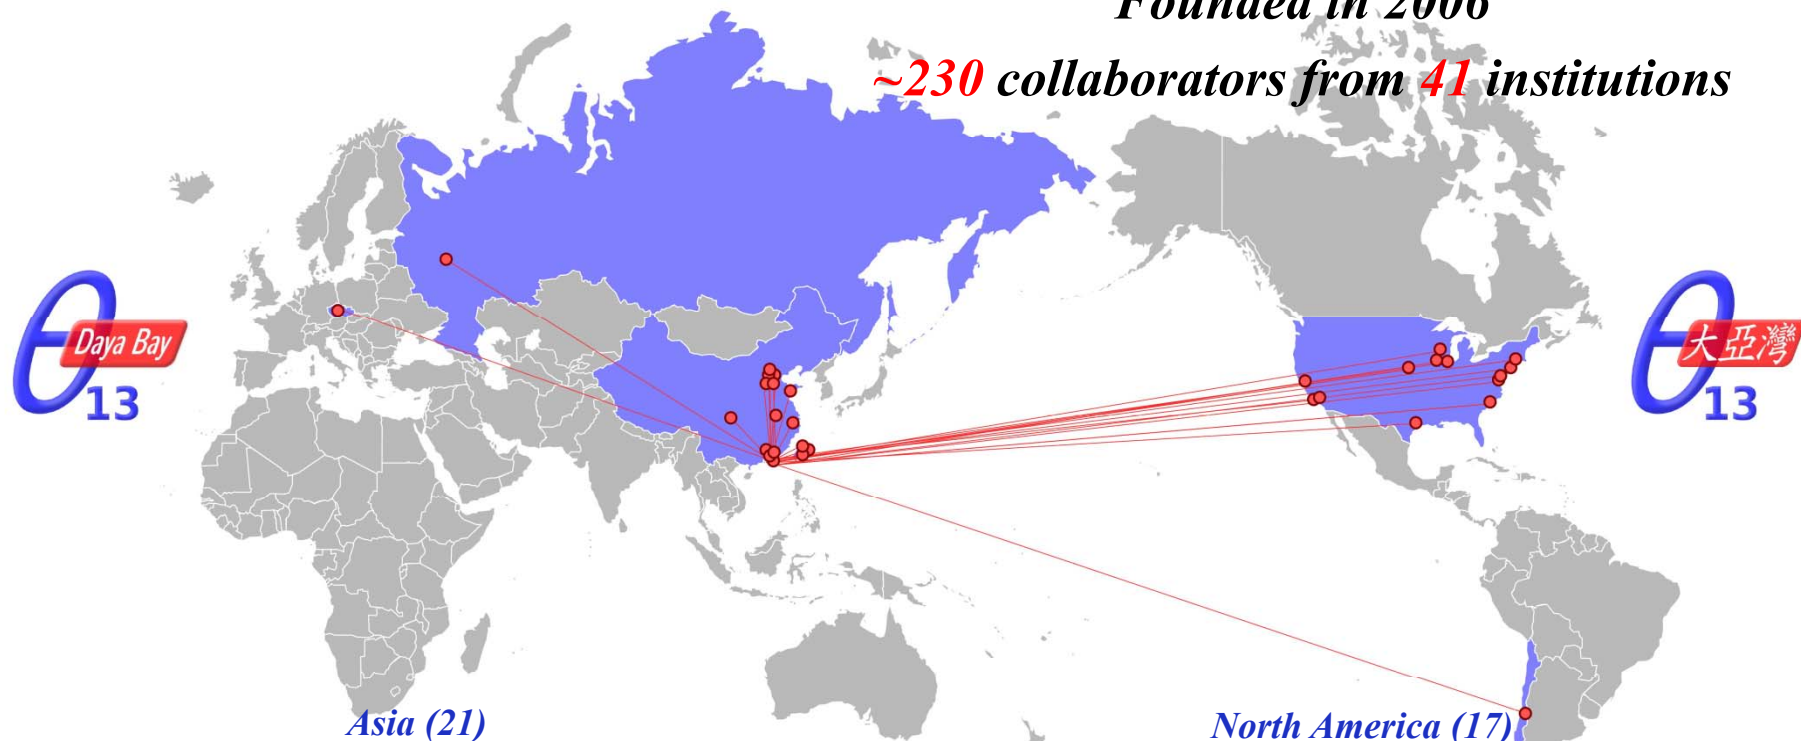 Founded in 2006
~230 collaborators from 41 institutions
θ
Daya Bay
13
θ
大亞灣
13
Asia (21)
North America (17)